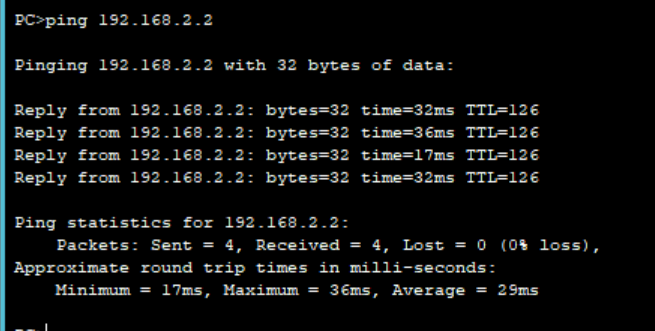 PC>ping 192.168.2.2
Pinging 192.168.2.2 with 32 bytes of data:
Reply from 192.168.2.2: bytes=32 time=32ms TTL=126
Reply from 192.168.2.2: bytes=32 time=36ms TTL=126
Reply from 192.168.2.2: bytes=32 time=17ms TTL=126
Reply from 192.168.2.2: bytes=32 time=32ms TTL=126
Ping statistics for 192.168.2.2:
    Packets: Sent = 4, Received = 4, Lost = 0 (0% loss),
Approximate round trip times in milli-seconds:
    Minimum = 17ms, Maximum = 36ms, Average = 29ms